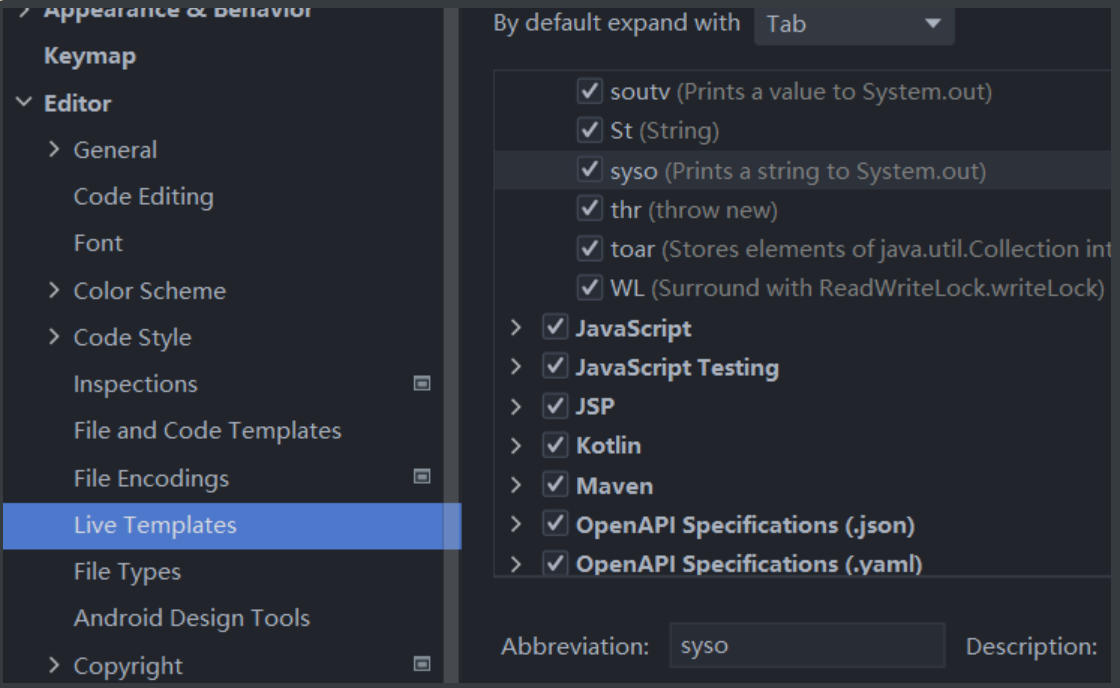 Appearance & Behavior
Keymap
Editor
General
Code Editing
Font
Color Scheme
Code Style
Inspections
File and Code Templates
File Encodings
Live Templates
File Types
Android Design Tools
Copyright
By default expand with Tab
soutv (Prints a value to System.out)
St (String)
syso (Prints a string to System.out)
thr (throw new)
toar (Stores elements of java.util.Collection int
WL (Surround with ReadWriteLock.writeLock)
JavaScript
JavaScript Testing
JSP
Kotlin
Maven
OpenAPI Specifications (.json)
OpenAPI Specifications (.yaml)
Abbreviation: syso Description: